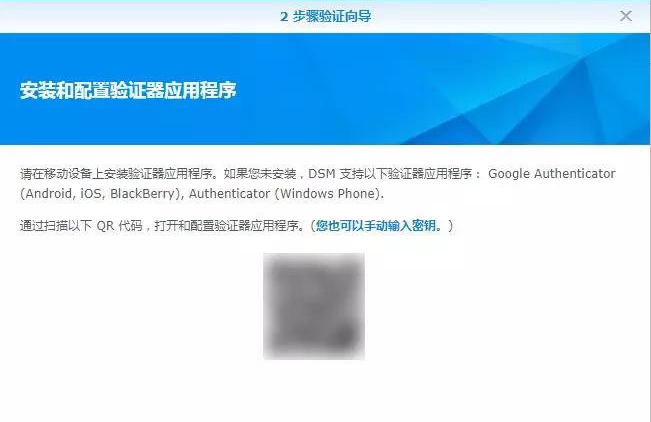 2 步骤验证向导
安装和配置验证器应用程序
请在移动设备上安装验证器应用程序。如果您未安装，DSM 支持以下验证器应用程序： Google Authenticator
(Android, iOS, BlackBerry), Authenticator (Windows Phone).
通过扫描以下 QR 代码，打开和配置验证器应用程序。(您也可以手动输入密钥。)